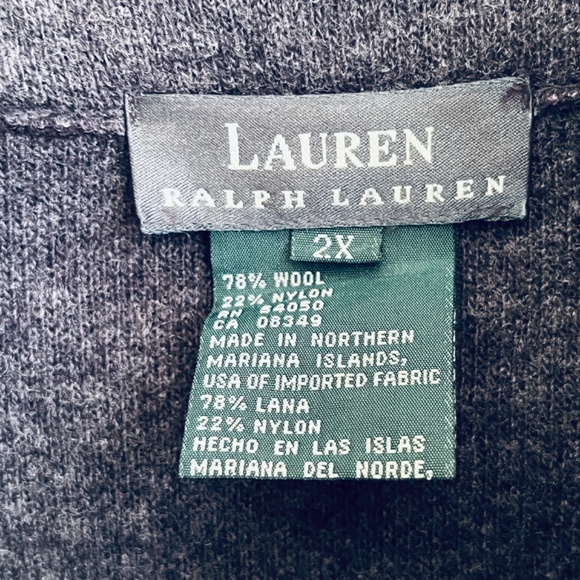 LAUREN
RALPH LAUREN
2X
78% WOOL
22% NYLON
RN 54050
CA 08349
MADE IN NORTHERN
MARIANA ISLANDS,
USA OF IMPORTED FABRIC
78% LANA
22% NYLON
HECHO EN LAS ISLAS
MARIANA DEL NORDE,